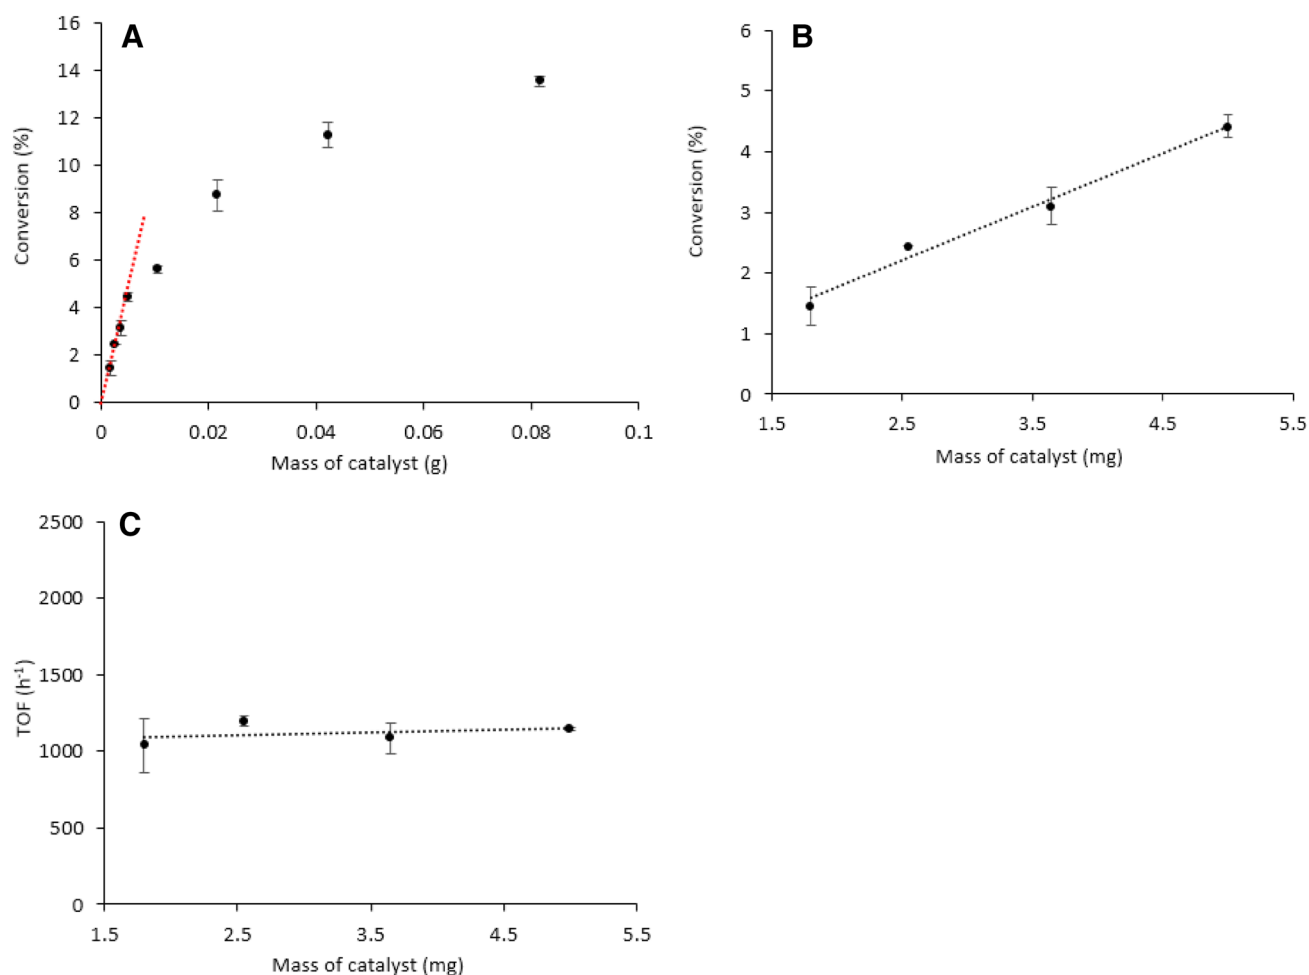 A
16
14
12
10
8
6
4
2
0
Conversion (%)
0 0.02 0.04 0.06 0.08 0.1
Mass of catalyst (g)
B
6
5
4
3
2
1
0
Conversion (%)
1.5 2.5 3.5 4.5 5.5
Mass of catalyst (mg)
C
2500
2000
1500
1000
500
0
TOF (h⁻¹)
1.5 2.5 3.5 4.5 5.5
Mass of catalyst (mg)